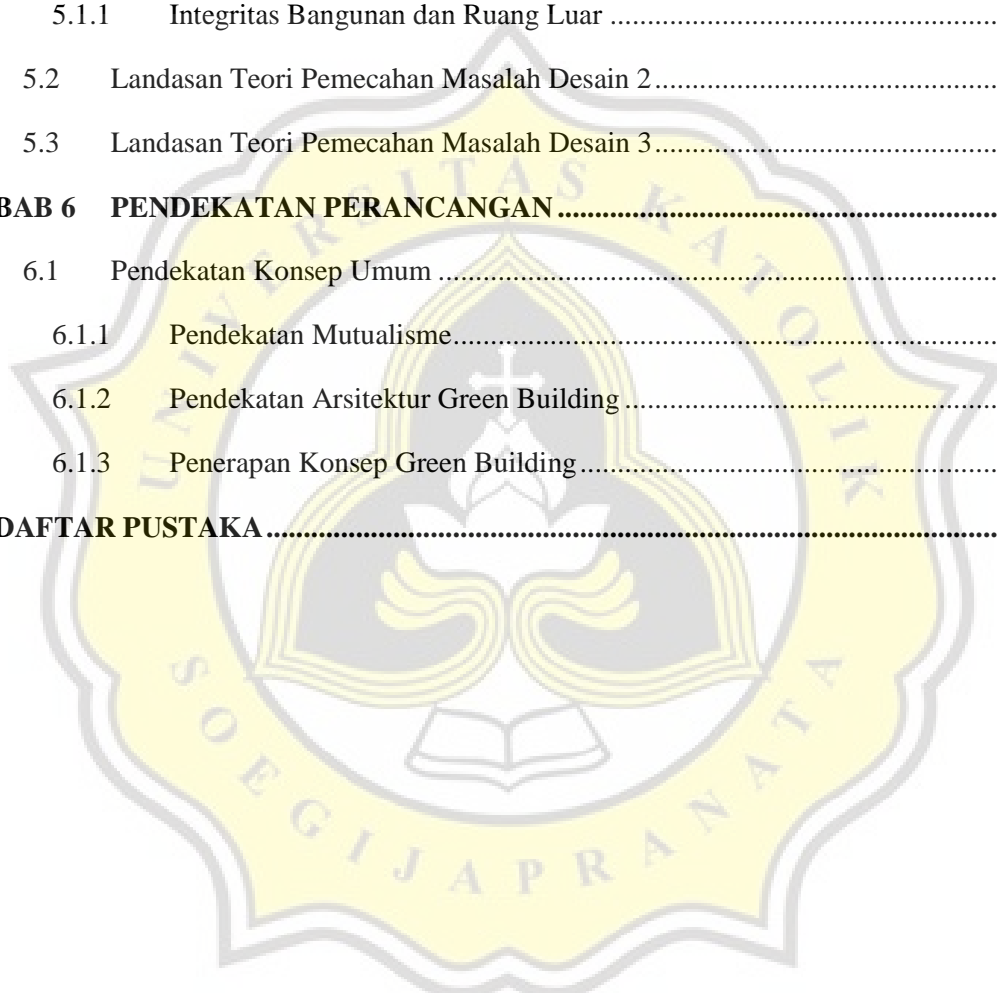 5.1.1 Integritas Bangunan dan Ruang Luar ........................................................
5.2 Landasan Teori Pemecahan Masalah Desain 2 ........................................................
5.3 Landasan Teori Pemecahan Masalah Desain 3 ........................................................
BAB 6 PENDEKATAN PERANCANGAN ........................................................
6.1 Pendekatan Konsep Umum ........................................................
6.1.1 Pendekatan Mutualisme ........................................................
6.1.2 Pendekatan Arsitektur Green Building ........................................................
6.1.3 Penerapan Konsep Green Building ........................................................
DAFTAR PUSTAKA ........................................................
UNIVERSITAS KATOLIK
SOEGIJAPRANATA